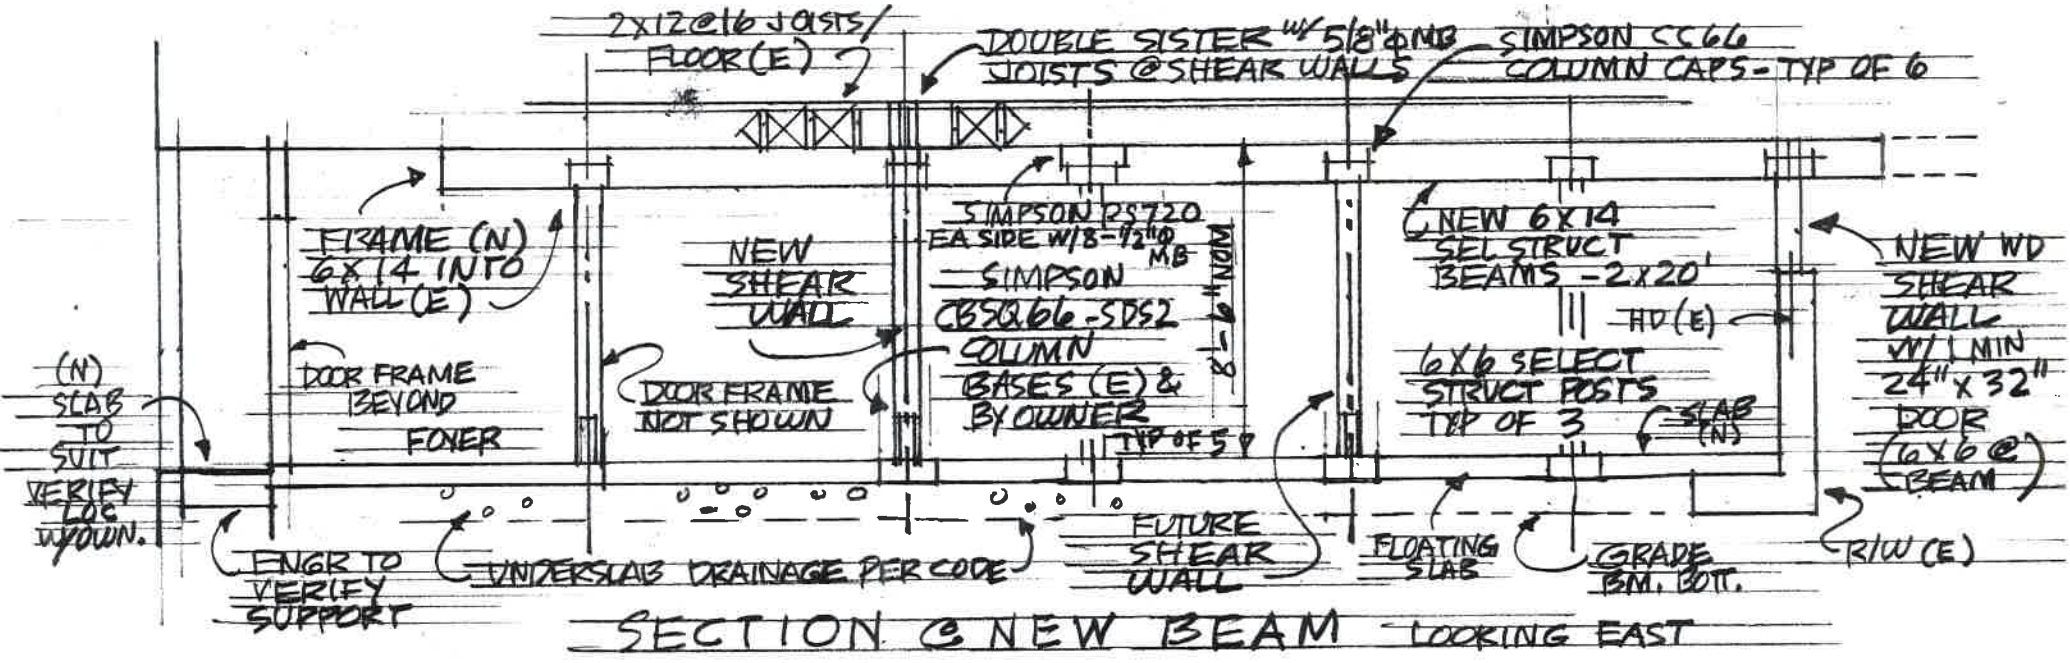 2X12@16 JOISTS/
FLOOR(E)
DOUBLE SISTER W/ 5/8"Φ MB
JOISTS @ SHEAR WALLS
SIMPSON CC66
COLUMN CAPS - TYP OF 6
FRAME (N)
6X14 INTO
WALL(E)
NEW
SHEAR
WALL
SIMPSON PS720
EA SIDE W/8-1/2"Φ
MB
SIMPSON
CBSQ66-SDS2
COLUMN
BASES (E) &
BY OWNER
TYP OF 5
8'-6" NOM
NEW 6X14
SEL STRUCT
BEAMS - 2X20'
HD(E)
6X6 SELECT
STRUCT POSTS
TYP OF 3
SLAB
(N)
NEW WD
SHEAR
WALL
W/1 MIN
24"X32"
DOOR
(6X6 @
BEAM)
(N)
SLAB
TO
SUIT
VERIFY
LOC
W/OWN.
DOOR FRAME
BEYOND
FOYER
DOOR FRAME
NOT SHOWN
ENGR TO
VERIFY
SUPPORT
UNDERSLAB DRAINAGE PER CODE
FUTURE
SHEAR
WALL
FLOATING
SLAB
GRADE
BM. BOTT.
R/W (E)
SECTION @ NEW BEAM LOOKING EAST